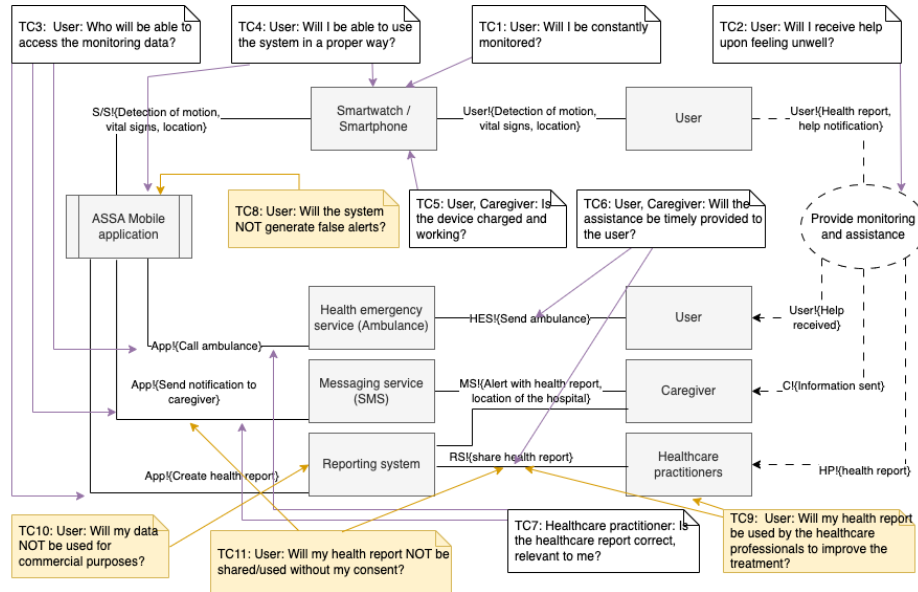 TC3: User: Who will be able to
access the monitoring data?
TC4: User: Will I be able to use
the system in a proper way?
TC1: User: Will I be constantly
monitored?
TC2: User: Will I receive help
upon feeling unwell?
S/S!{Detection of motion,
vital signs, location}
Smartwatch /
Smartphone
User!{Detection of motion,
vital signs, location}
User
User!{Health report,
help notification}
ASSA Mobile
application
TC8: User: Will the system
NOT generate false alerts?
TC5: User, Caregiver: Is
the device charged and
working?
TC6: User, Caregiver: Will the
assistance be timely provided to
the user?
Provide monitoring
and assistance
Health emergency
service (Ambulance)
HES!{Send ambulance}
User
User!{Help
received}
App!{Call ambulance}
App!{Send notification to
caregiver}
Messaging service
(SMS)
MS!{Alert with health report,
location of the hospital}
Caregiver
C!{Information sent}
App!{Create health report}
Reporting system
RS!{share health report}
Healthcare
practitioners
HP!{health report}
TC10: User: Will my data
NOT be used for
commercial purposes?
TC11: User: Will my health report NOT be
shared/used without my consent?
TC7: Healthcare practitioner: Is
the healthcare report correct,
relevant to me?
TC9: User: Will my health report
be used by the healthcare
professionals to improve the
treatment?